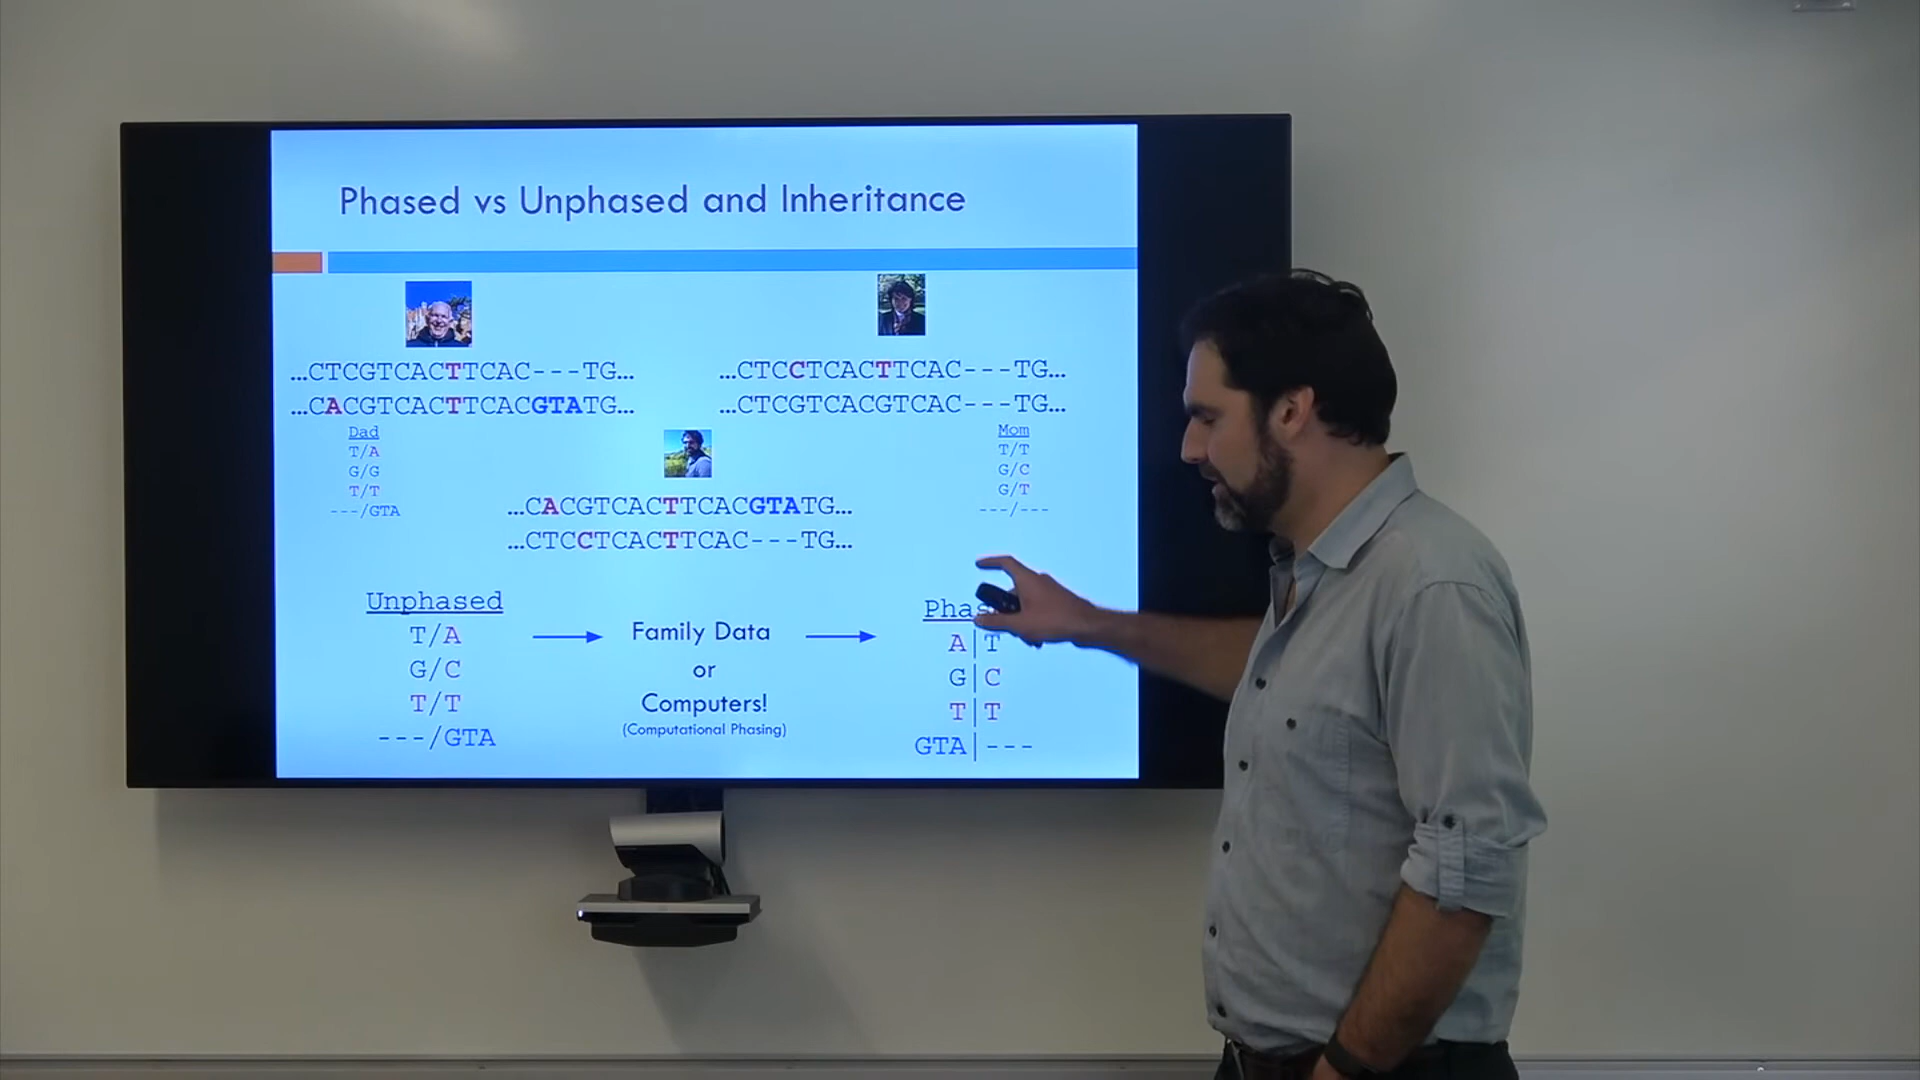 Phased vs Unphased and Inheritance
...CTCGTCACTTCAC---TG...
...CACGTCACTTCACGTATG...
...CTCCTCACTTCAC---TG...
...CTCGTCACGTCAC---TG...
Dad
T/A
G/G
T/T
---/GTA
Mom
T/T
G/C
G/T
---/---
...CACGTCACTTCACGTATG...
...CTCCTCACTTCAC---TG...
Unphased
T/A
G/C
T/T
---/GTA
Family Data
or
Computers!
(Computational Phasing)
Phas
A|T
G|C
T|T
GTA|---